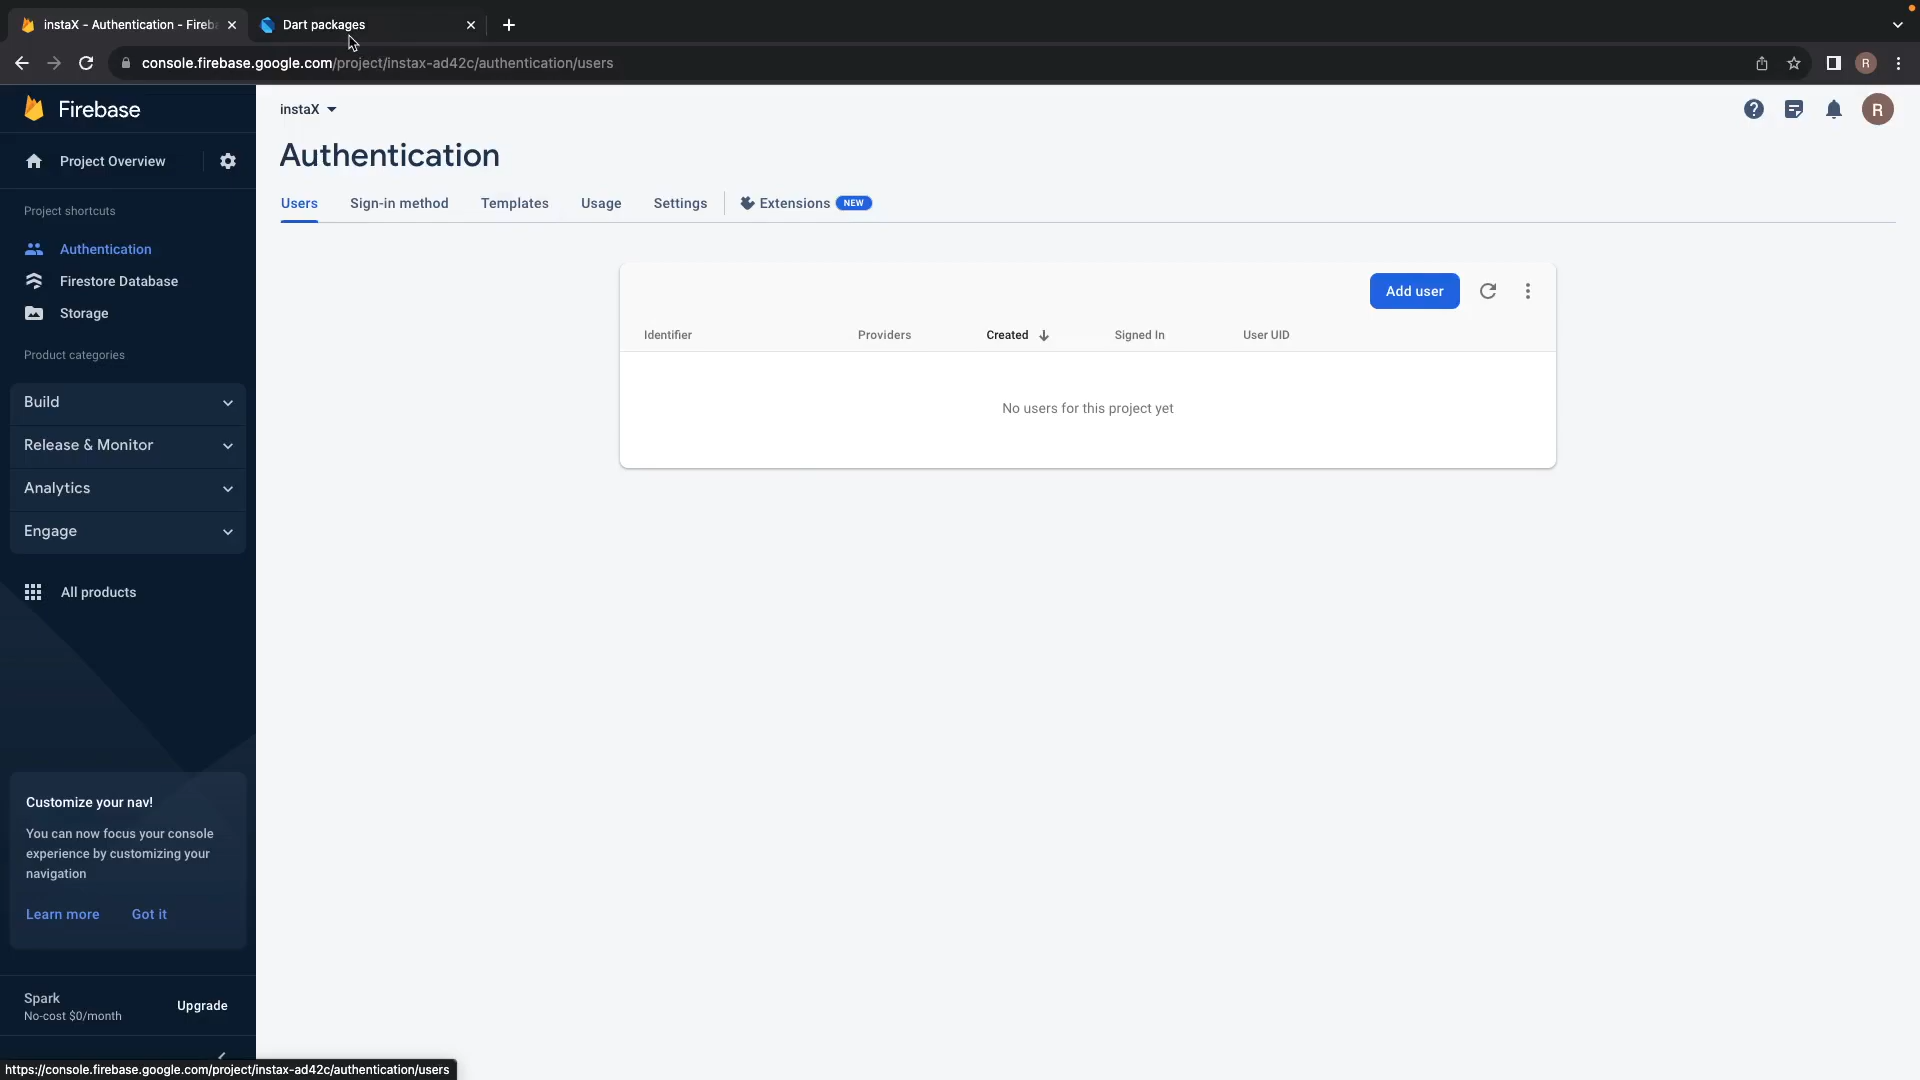 instaX - Authentication - Fireb
Dart packages
console.firebase.google.com/project/instax-ad42c/authentication/users
R
Firebase
instaX
R
Project Overview
Authentication
Users
Sign-in method
Templates
Usage
Settings
Extensions
NEW
Project shortcuts
Authentication
Firestore Database
Storage
Product categories
Build
Release & Monitor
Analytics
Engage
All products
Add user
Identifier
Providers
Created
Signed In
User UID
No users for this project yet
Customize your nav!
You can now focus your console
experience by customizing your
navigation
Learn more
Got it
Spark
No-cost $0/month
Upgrade
https://console.firebase.google.com/project/instax-ad42c/authentication/users